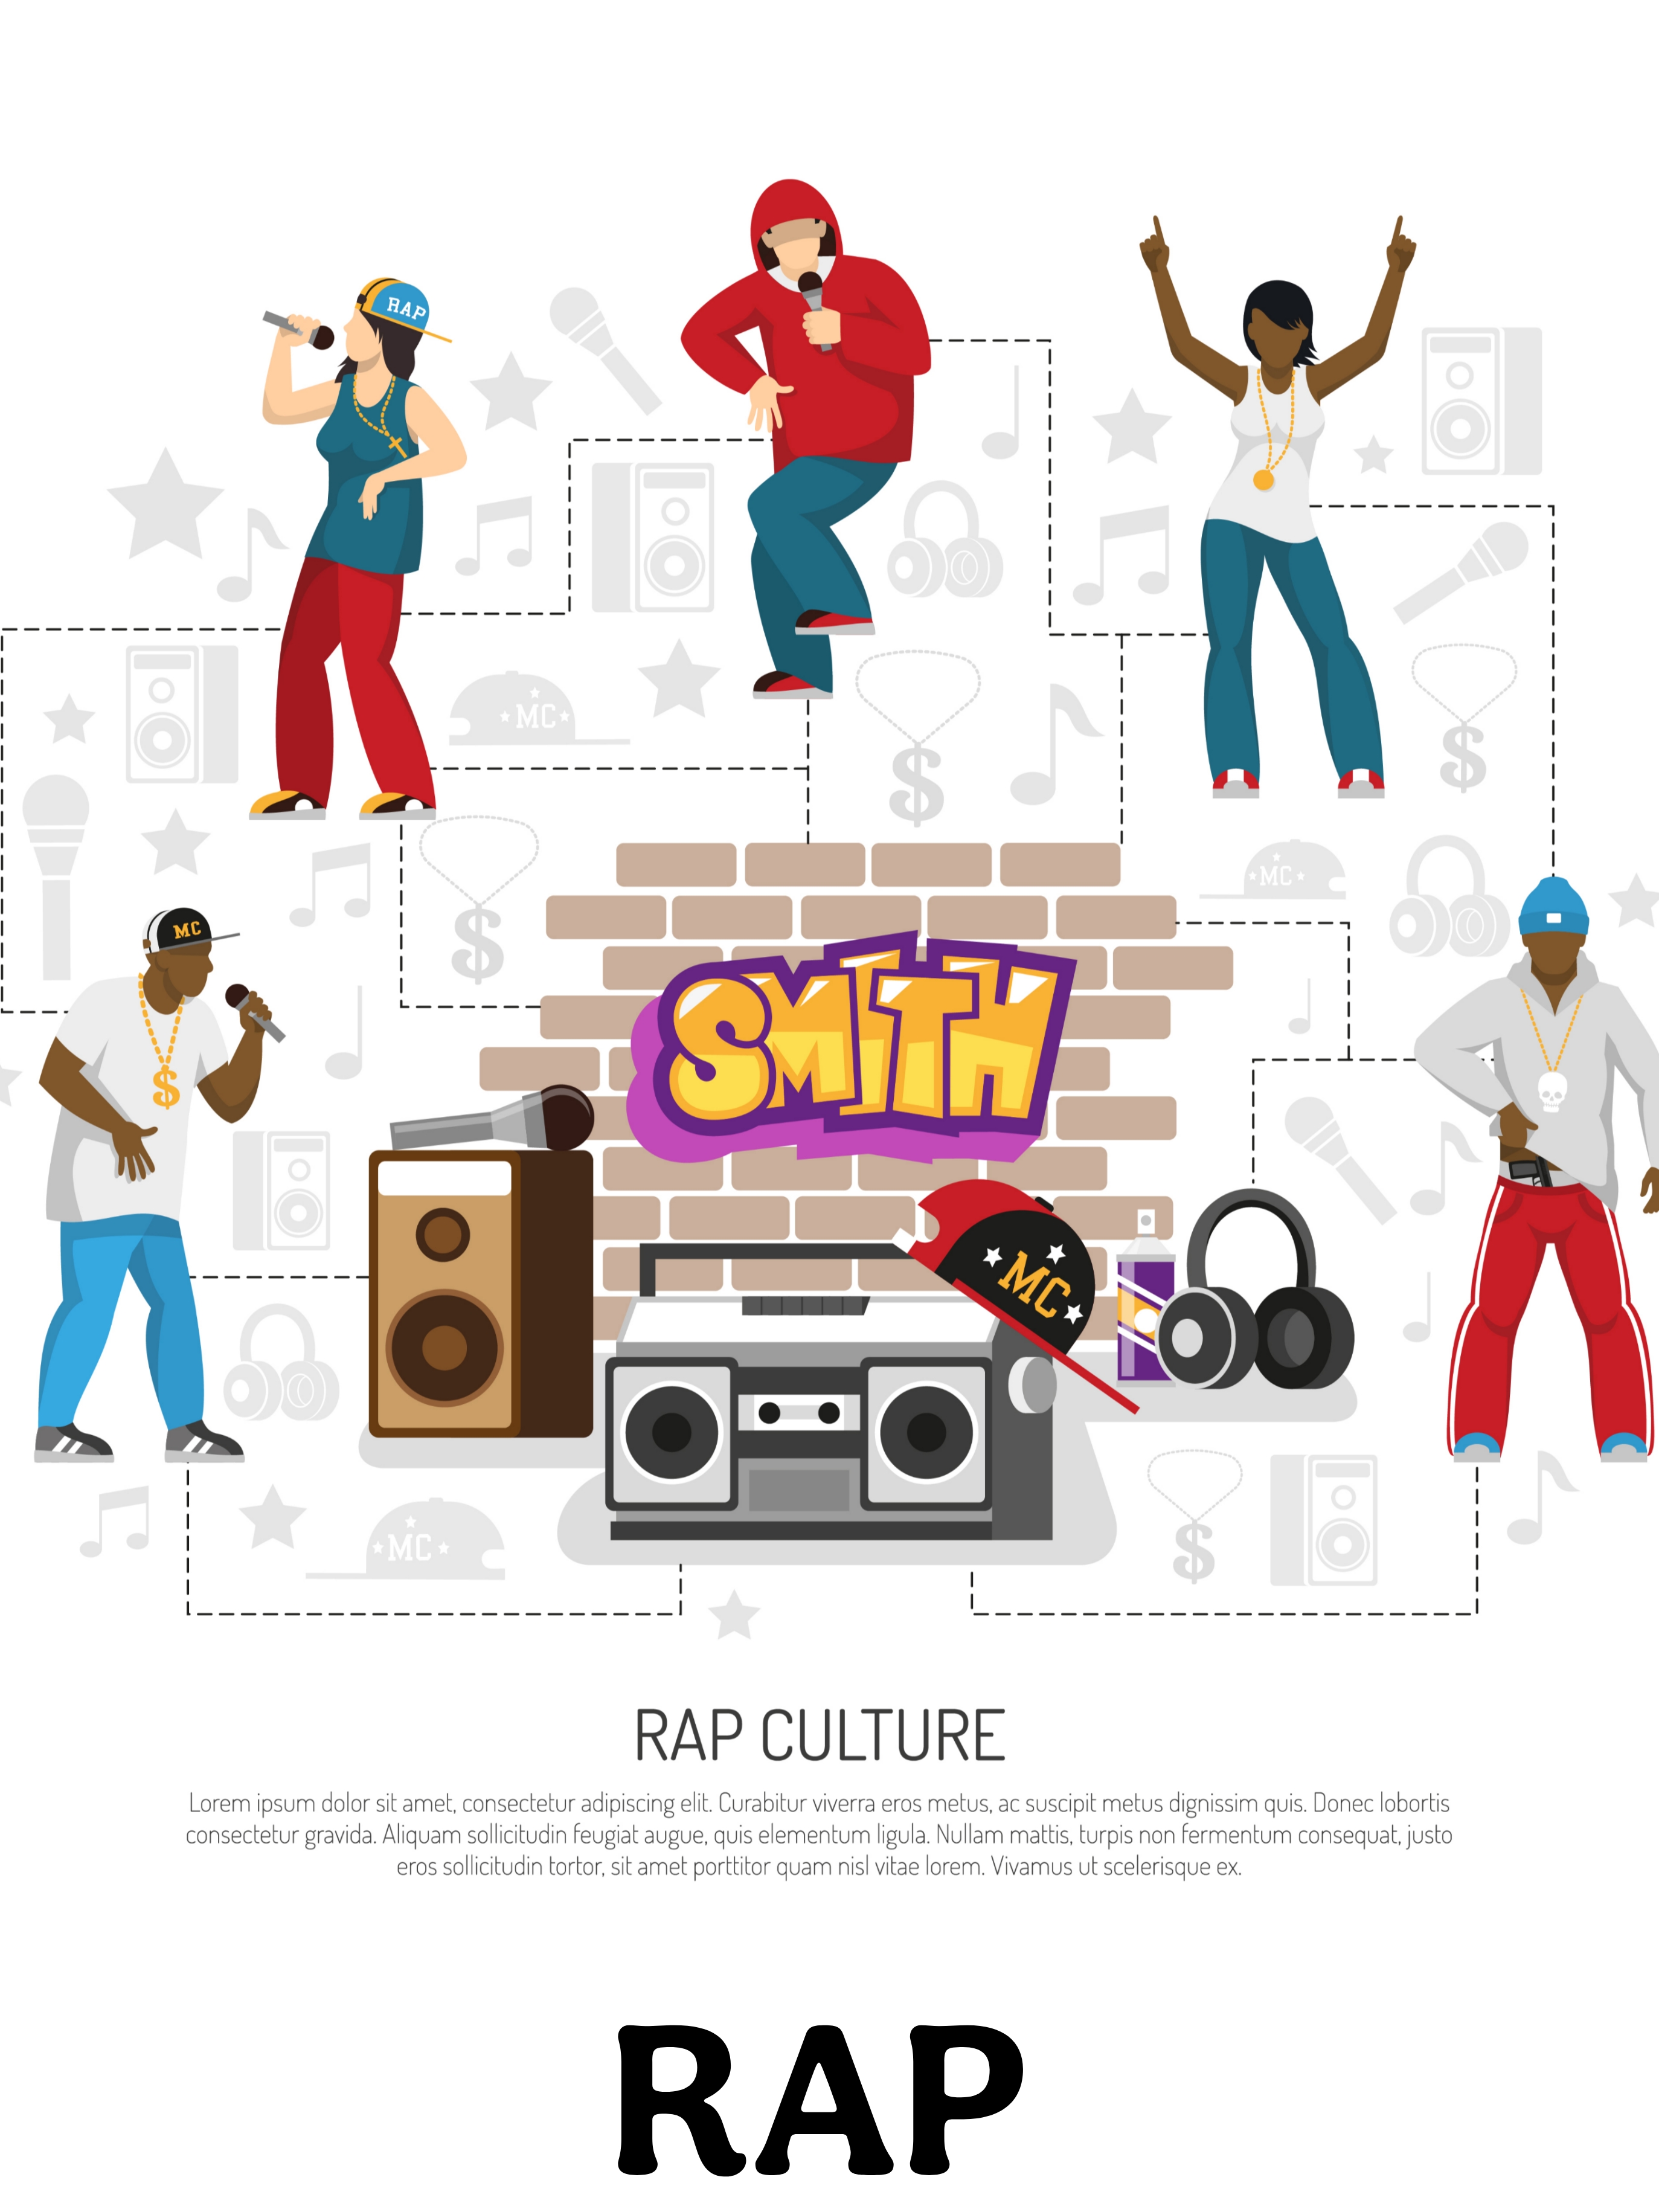 RAP
MC
MC
MC
SMITH
MC
MC
RAP CULTURE
Lorem ipsum dolor sit amet, consectetur adipiscing elit. Curabitur viverra eros metus, ac suscipit metus dignissim quis. Donec lobortis
consectetur gravida. Aliquam sollicitudin feugiat augue, quis elementum ligula. Nullam mattis, turpis non fermentum consequat, justo
eros sollicitudin tortor, sit amet porttitor quam nisl vitae lorem. Vivamus ut scelerisque ex.
RAP